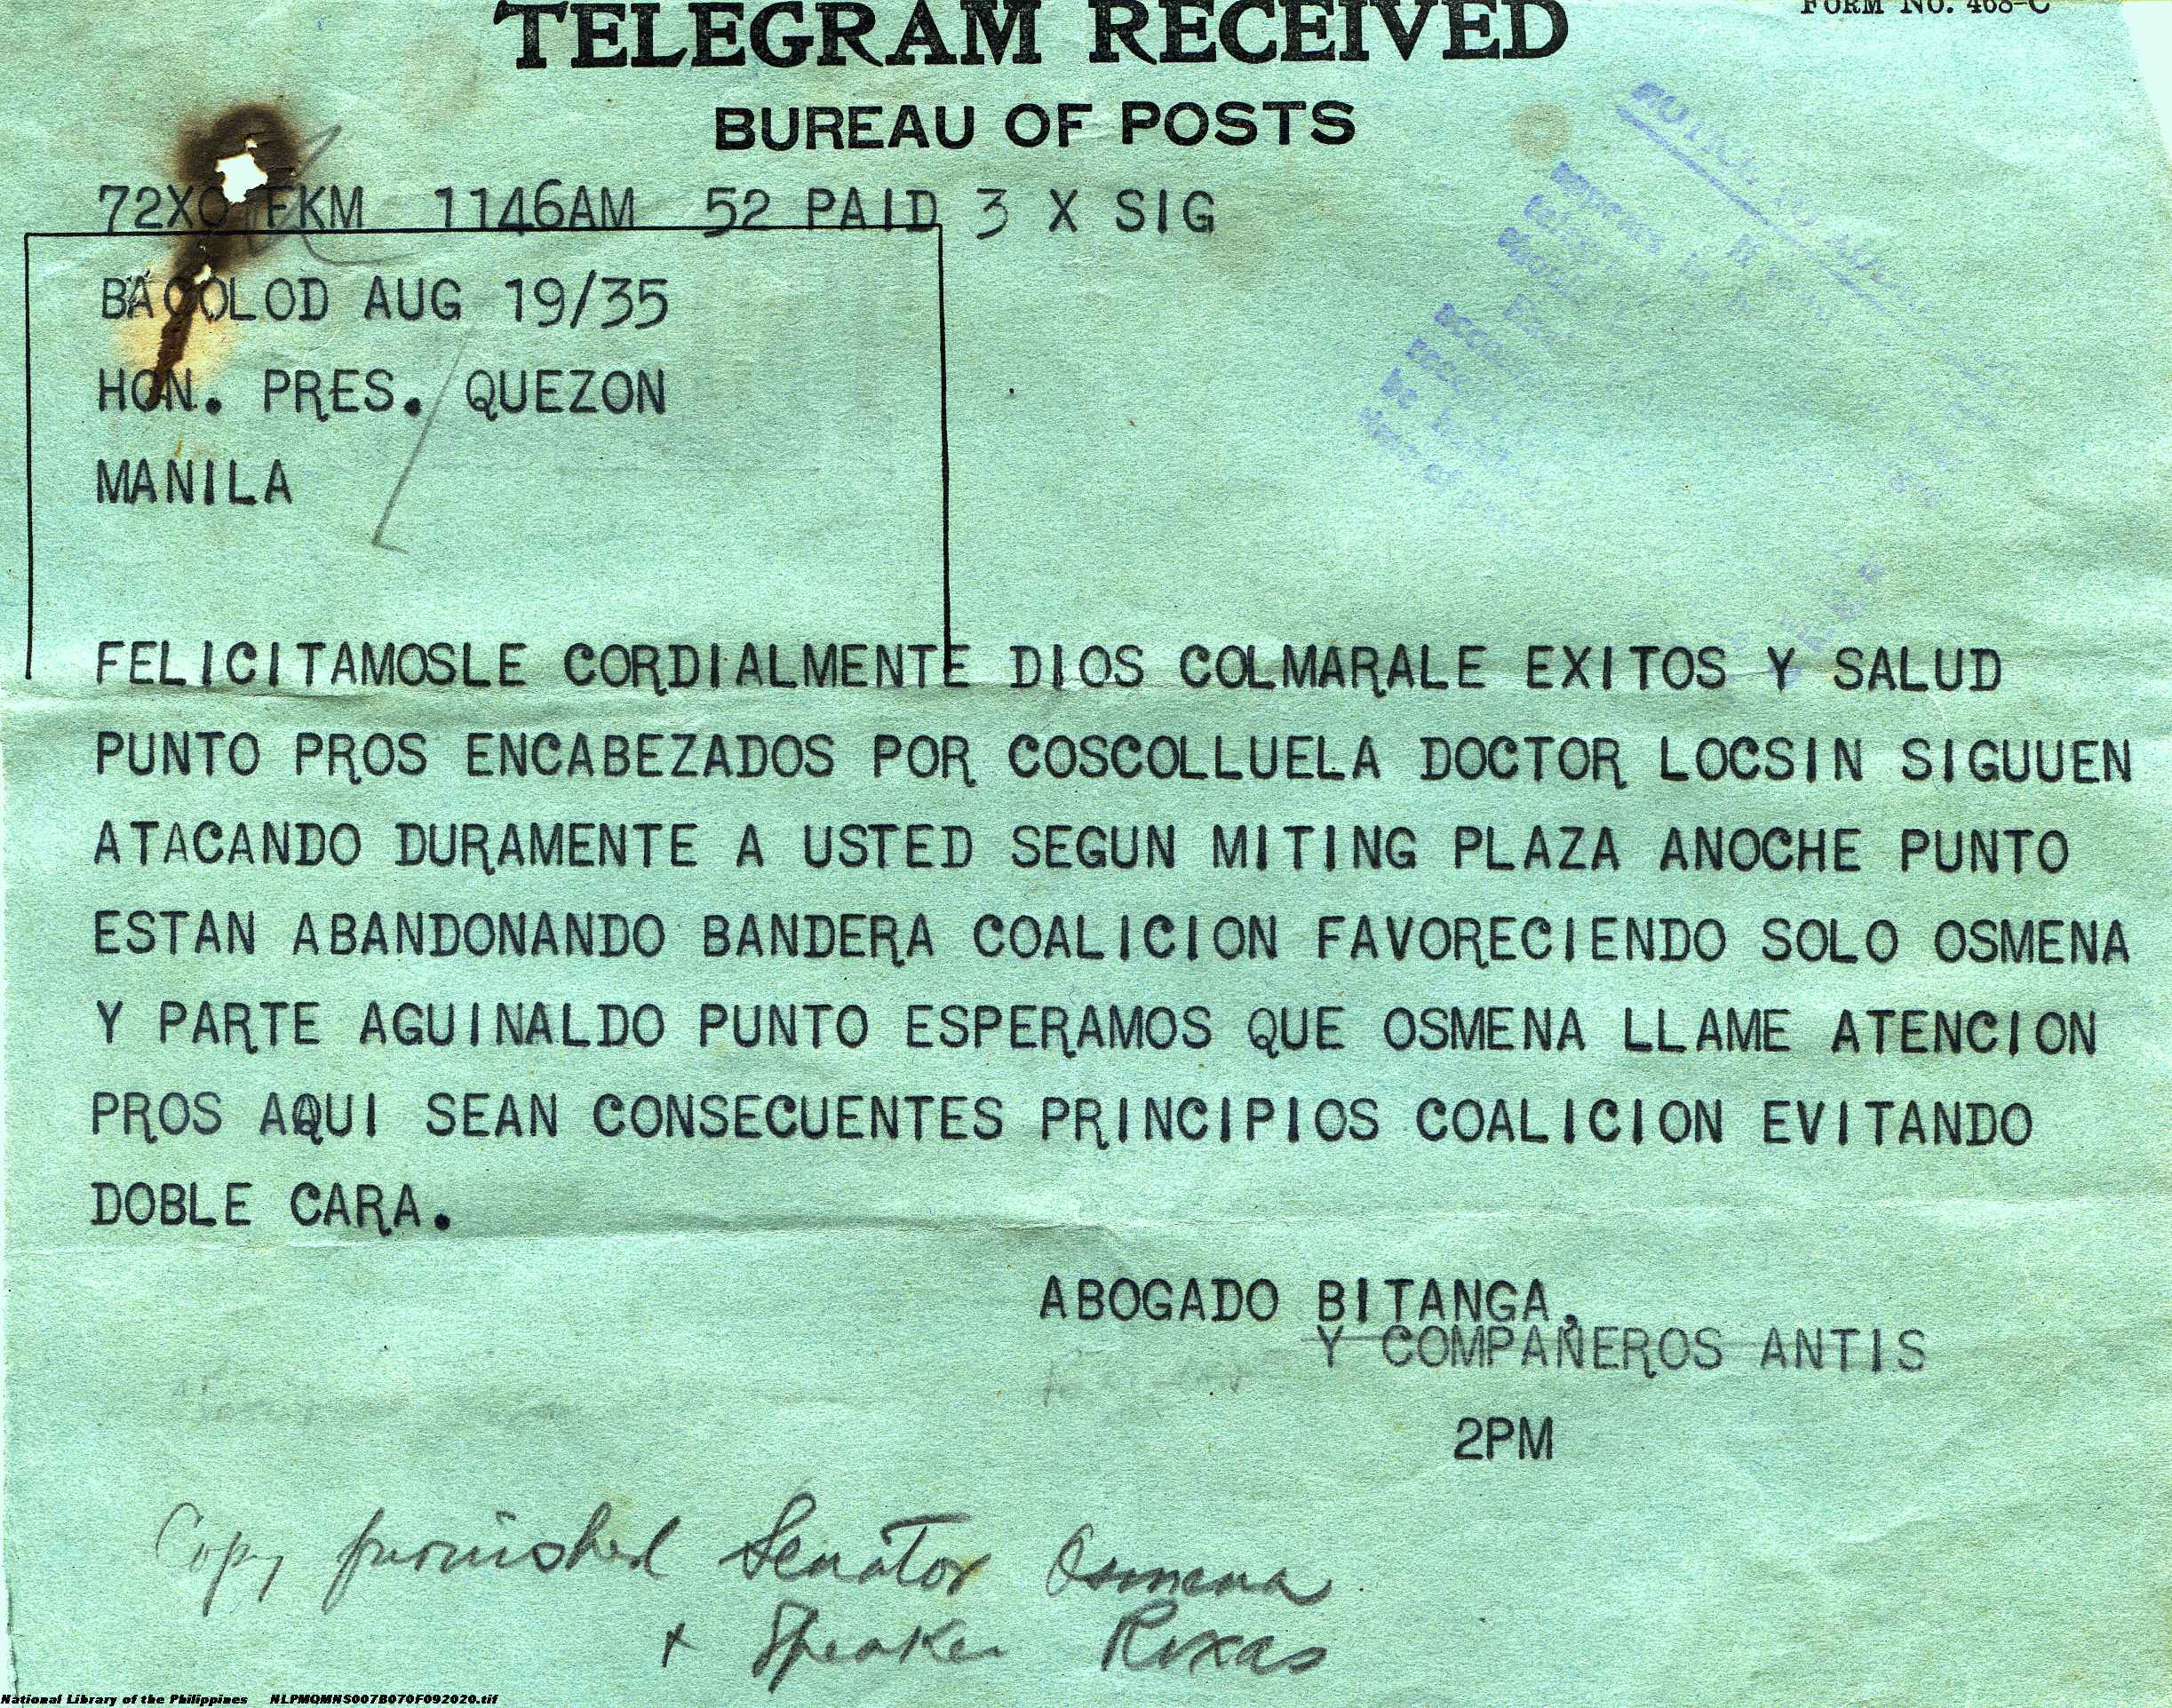 FORM NO. 468-C
TELEGRAM RECEIVED
BUREAU OF POSTS
72XO FKM 1146AM 52 PAID 3 X SIG
BACOLOD AUG 19/35
HON. PRES. QUEZON
MANILA
FELICITAMOSLE CORDIALMENTE DIOS COLMARALE EXITOS Y SALUD
PUNTO PROS ENCABEZADOS POR COSCOLLUELA DOCTOR LOCSIN SIGUUEN
ATACANDO DURAMENTE A USTED SEGUN MITING PLAZA ANOCHE PUNTO
ESTAN ABANDONANDO BANDERA COALICION FAVORECIENDO SOLO OSMENA
Y PARTE AGUINALDO PUNTO ESPERAMOS QUE OSMENA LLAME ATENCION
PROS AQUI SEAN CONSECUENTES PRINCIPIOS COALICION EVITANDO
DOBLE CARA.
ABOGADO BITANGA,
Y COMPAÑEROS ANTIS
2PM
Copy furnished Senator Osmena
+ Speaker Roxas
National Library of the Philippines NLPMQMNS007B070F092020.tif